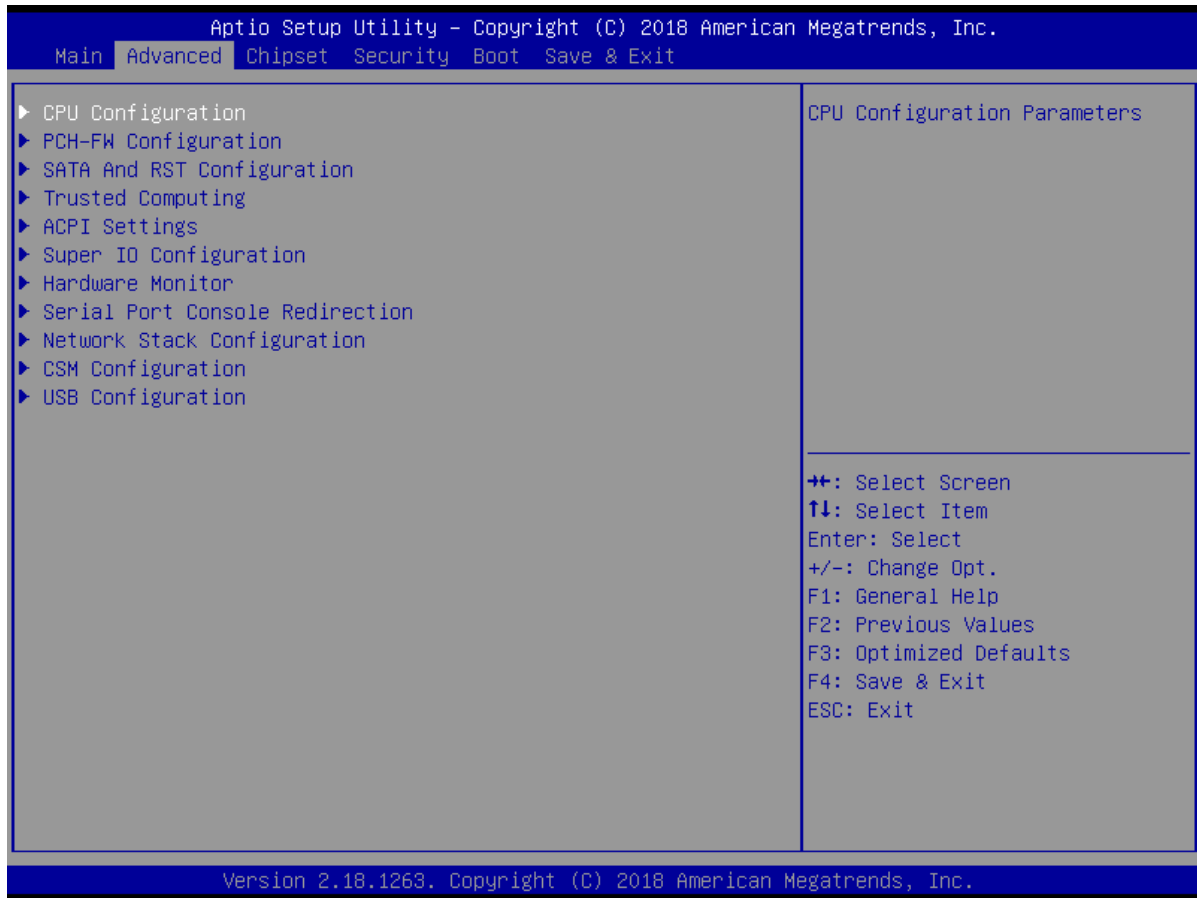 Aptio Setup Utility – Copyright (C) 2018 American Megatrends, Inc.
Main Advanced Chipset Security Boot Save & Exit
▶ CPU Configuration
▶ PCH-FW Configuration
▶ SATA And RST Configuration
▶ Trusted Computing
▶ ACPI Settings
▶ Super IO Configuration
▶ Hardware Monitor
▶ Serial Port Console Redirection
▶ Network Stack Configuration
▶ CSM Configuration
▶ USB Configuration
CPU Configuration Parameters
→←: Select Screen
↑↓: Select Item
Enter: Select
+/-: Change Opt.
F1: General Help
F2: Previous Values
F3: Optimized Defaults
F4: Save & Exit
ESC: Exit
Version 2.18.1263. Copyright (C) 2018 American Megatrends, Inc.